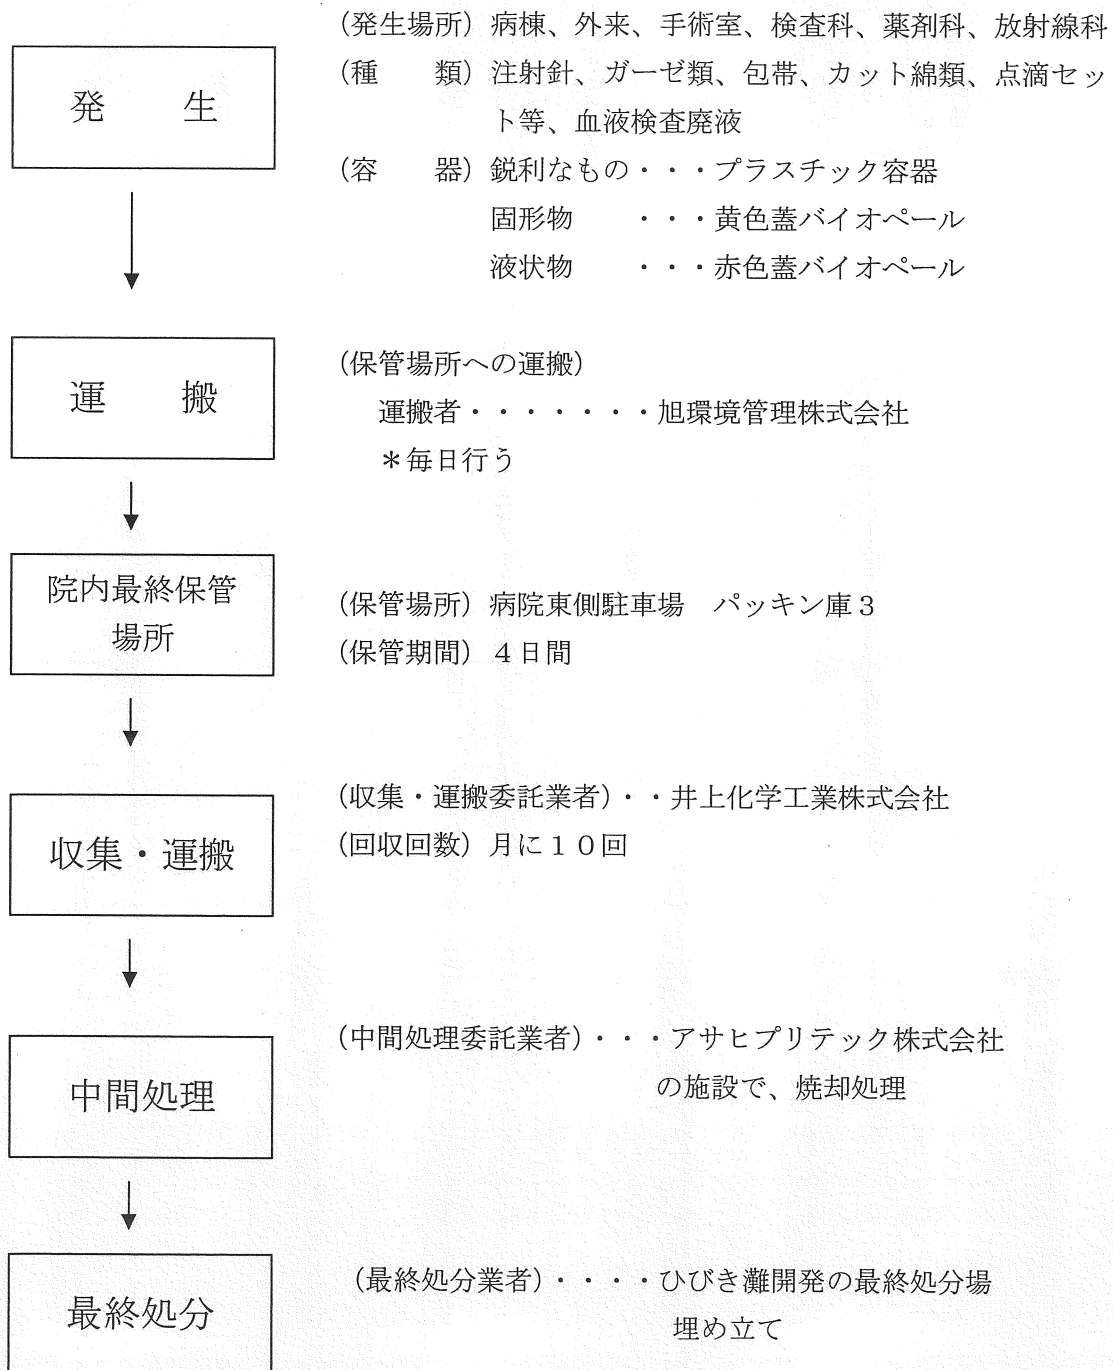 (発生場所) 病棟、外来、手術室、検査科、薬剤科、放射線科
発　　生
(種　　類) 注射針、ガーゼ類、包帯、カット綿類、点滴セッ
ト等、血液検査廃液
(容　　器) 鋭利なもの・・・プラスチック容器
固形物　　・・・黄色蓋バイオペール
液状物　　・・・赤色蓋バイオペール
運　　搬
(保管場所への運搬)
運搬者・・・・・・・旭環境管理株式会社
＊毎日行う
院内最終保管
場所
(保管場所) 病院東側駐車場　パッキン庫３
(保管期間) ４日間
収集・運搬
(収集・運搬委託業者)・・井上化学工業株式会社
(回収回数) 月に１０回
中間処理
(中間処理委託業者)・・・アサヒプリテック株式会社
の施設で、焼却処理
最終処分
(最終処分業者)・・・・ひびき灘開発の最終処分場
埋め立て